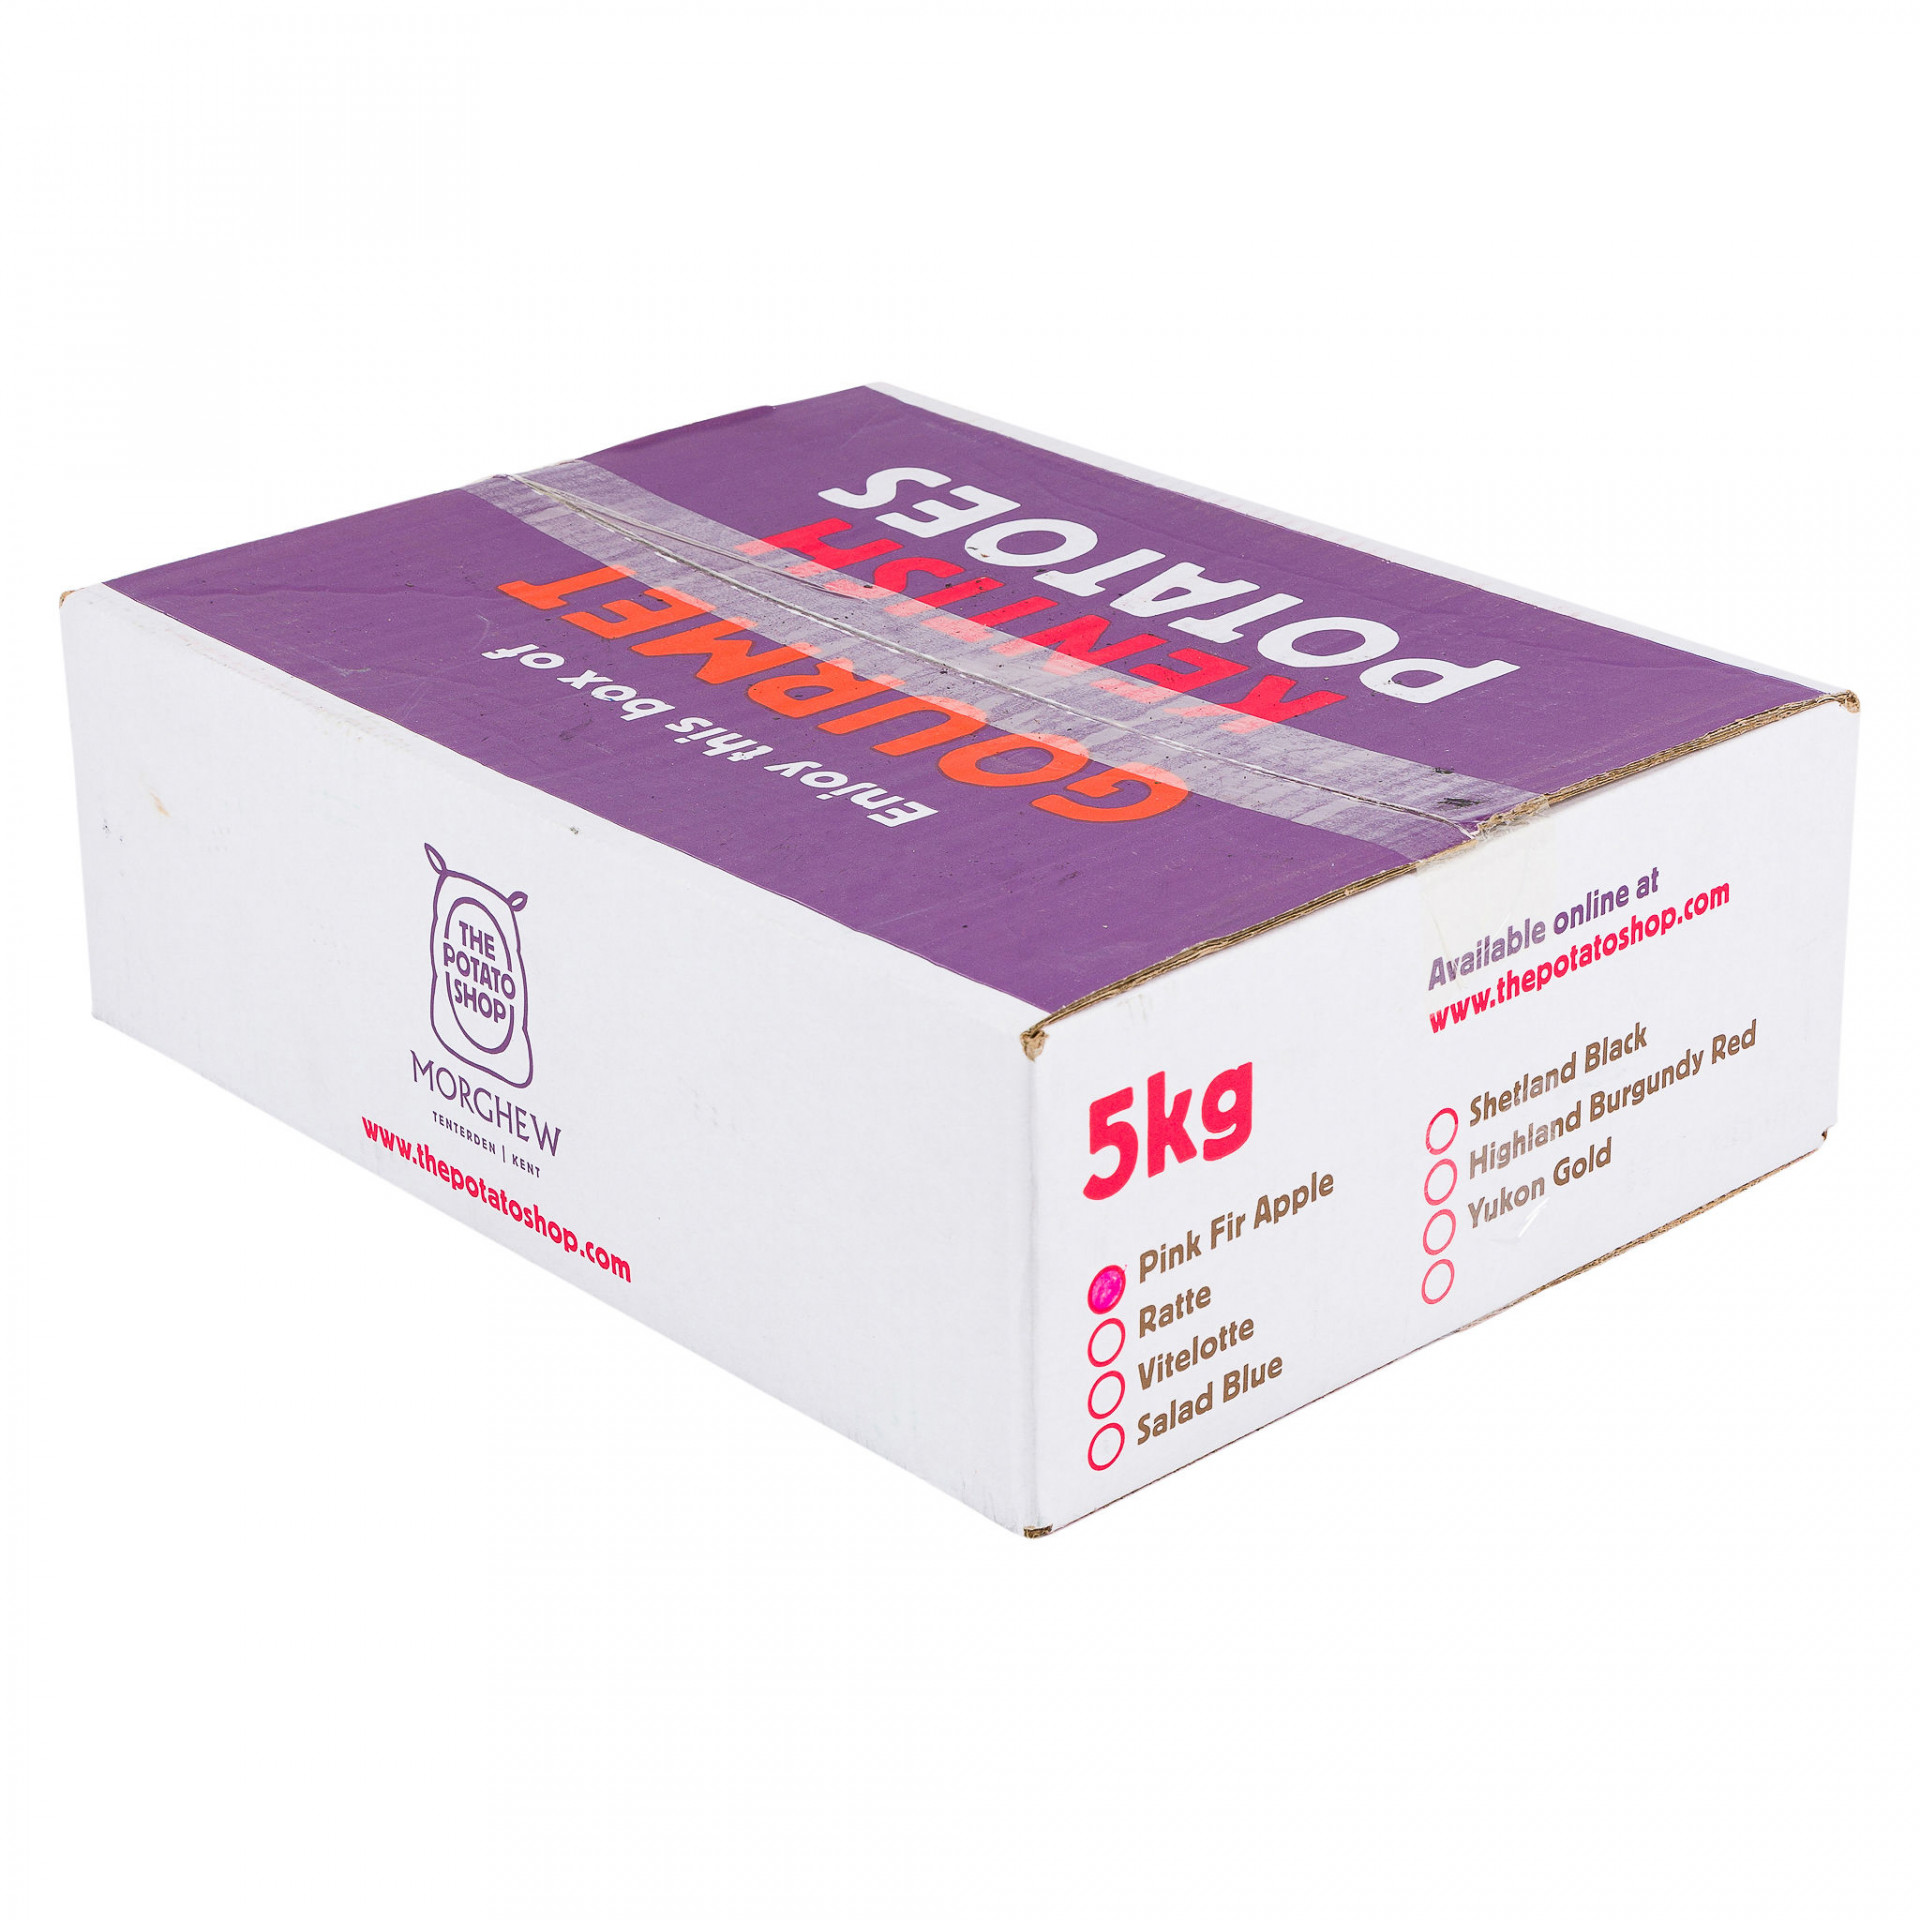 Enjoy this box of
GOURMET
KENTISH
POTATOES
THE
POTATO
SHOP
MORGHEW
TENTERDEN | KENT
www.thepotatoshop.com
5kg
Pink Fir Apple
Ratte
Vitelotte
Salad Blue
Available online at
www.thepotatoshop.com
Shetland Black
Highland Burgundy Red
Yukon Gold